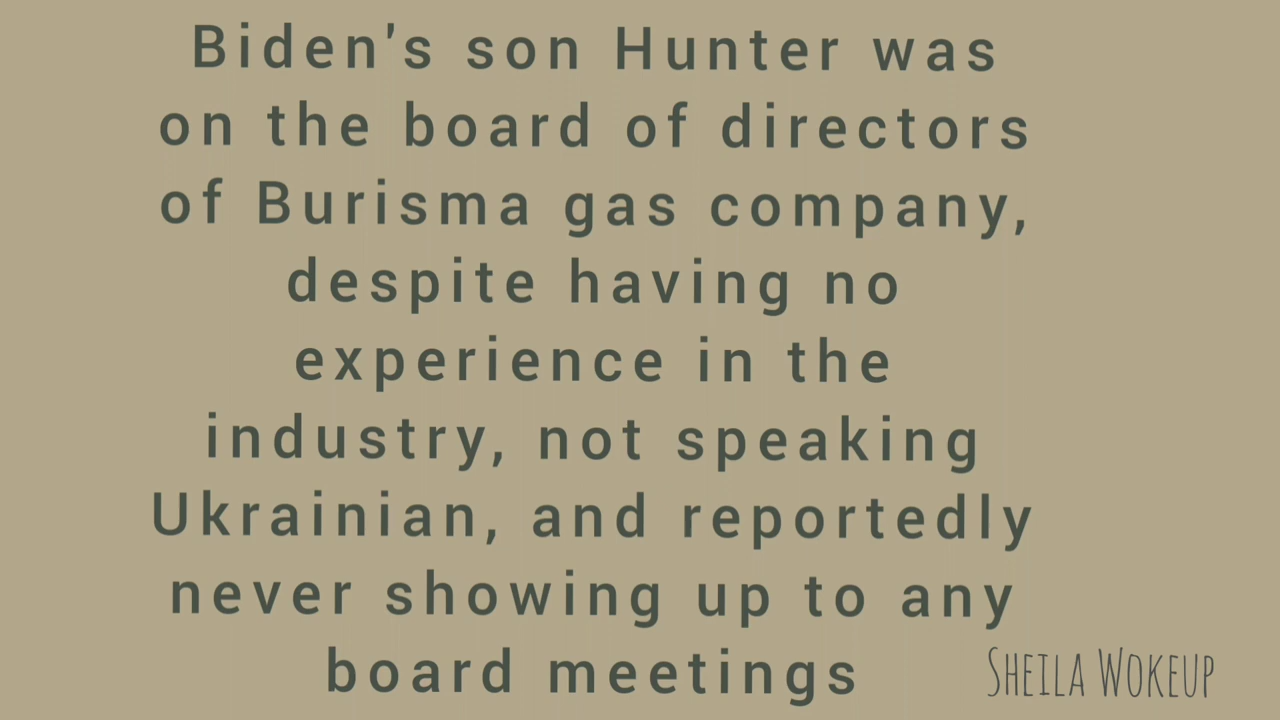 Biden's son Hunter was
on the board of directors
of Burisma gas company,
despite having no
experience in the
industry, not speaking
Ukrainian, and reportedly
never showing up to any
board meetings
SHEILA WOKEUP